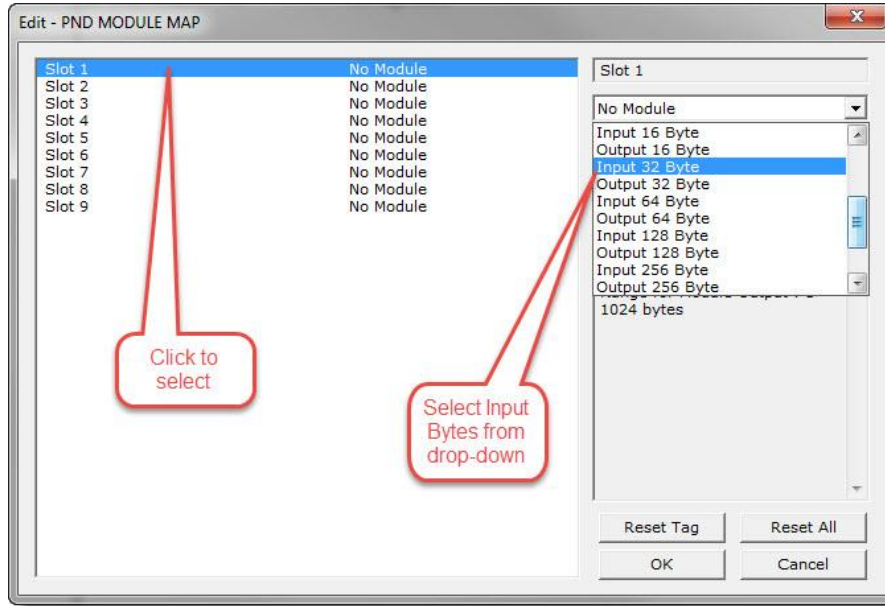 Edit - PND MODULE MAP
Slot 1 No Module
Slot 2 No Module
Slot 3 No Module
Slot 4 No Module
Slot 5 No Module
Slot 6 No Module
Slot 7 No Module
Slot 8 No Module
Slot 9 No Module
Click to
select
Select Input
Bytes from
drop-down
Slot 1
No Module
Input 16 Byte
Output 16 Byte
Input 32 Byte
Output 32 Byte
Input 64 Byte
Output 64 Byte
Input 128 Byte
Output 128 Byte
Input 256 Byte
Output 256 Byte
1024 bytes
Reset Tag Reset All
OK Cancel